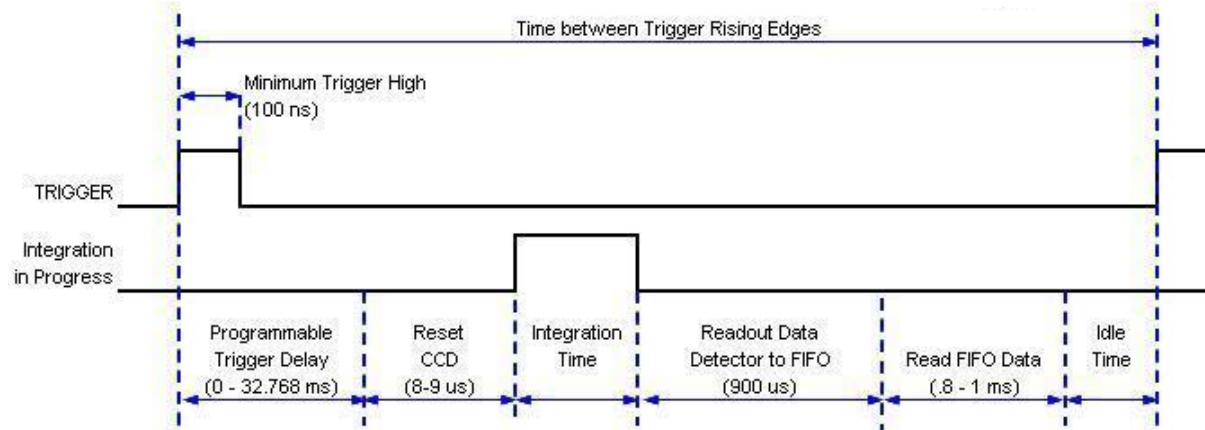 Time between Trigger Rising Edges
Minimum Trigger High
(100 ns)
TRIGGER
Integration
in Progress
Programmable
Trigger Delay
(0 - 32.768 ms)
Reset
CCD
(8-9 us)
Integration
Time
Readout Data
Detector to FIFO
(900 us)
Read FIFO Data
(.8 - 1 ms)
Idle
Time